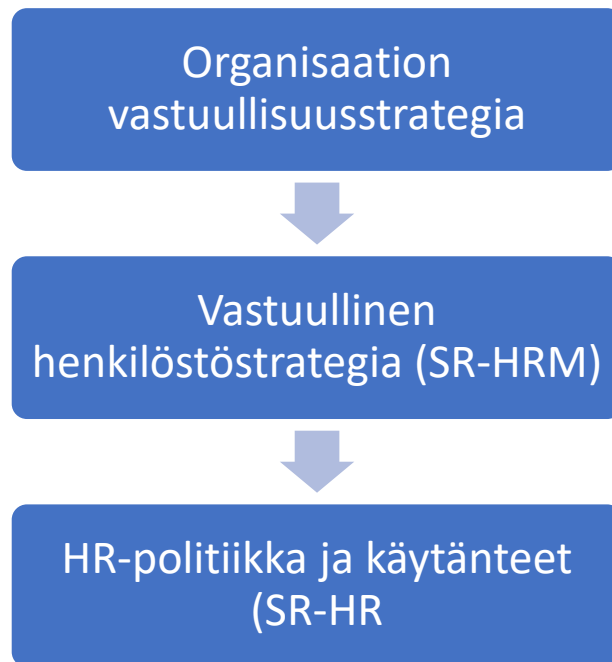 Organisaation
vastuullisuusstrategia
Vastuullinen
henkilöstöstrategia (SR-HRM)
HR-politiikka ja käytänteet
(SR-HR